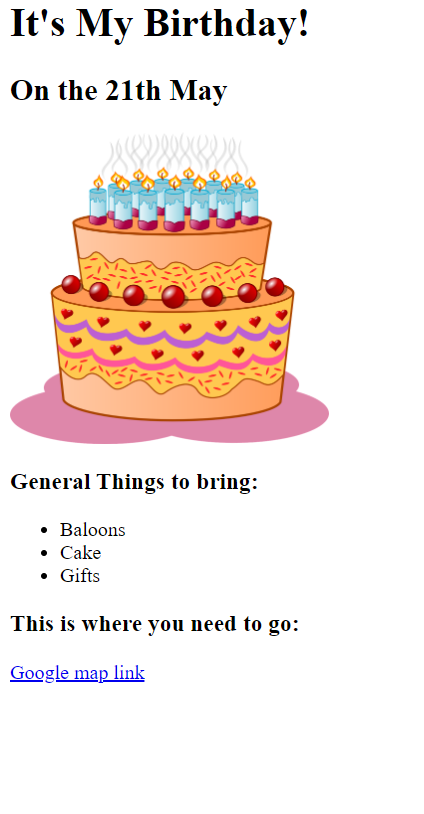 It's My Birthday!
On the 21th May
General Things to bring:
Baloons
Cake
Gifts
This is where you need to go:
Google map link